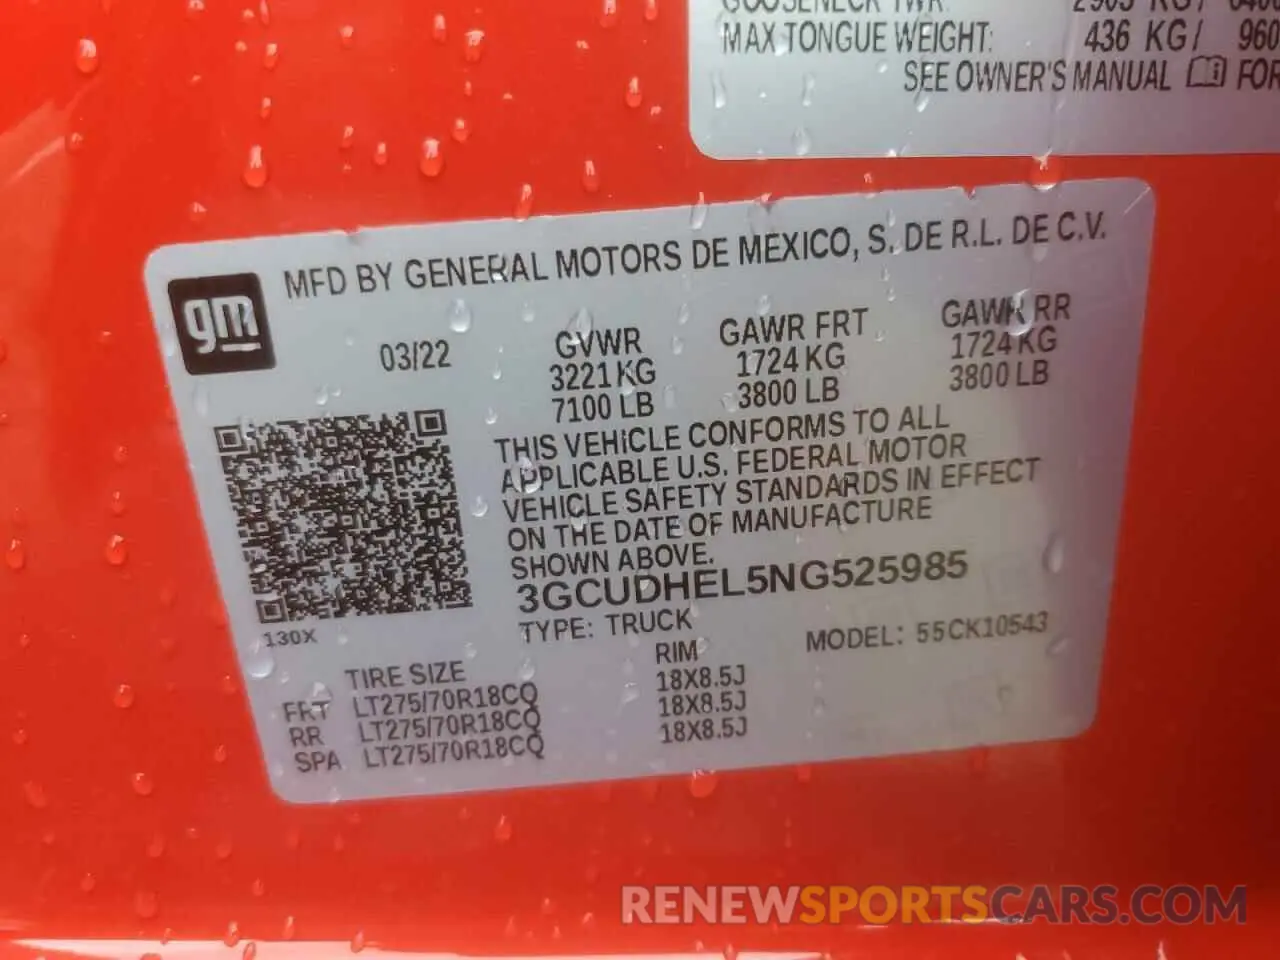 MAX TONGUE WEIGHT: 436 KG/ 960
SEE OWNER'S MANUAL FOR
gm
MFD BY GENERAL MOTORS DE MEXICO, S. DE R.L. DE C.V.
03/22 GVWR GAWR FRT GAWR RR
3221 KG 1724 KG 1724 KG
7100 LB 3800 LB 3800 LB
THIS VEHICLE CONFORMS TO ALL
APPLICABLE U.S. FEDERAL MOTOR
VEHICLE SAFETY STANDARDS IN EFFECT
ON THE DATE OF MANUFACTURE
SHOWN ABOVE.
3GCUDHEL5NG525985
130X
TYPE: TRUCK MODEL: 55CK10543
TIRE SIZE RIM
FRT LT275/70R18CQ 18X8.5J
RR LT275/70R18CQ 18X8.5J
SPA LT275/70R18CQ 18X8.5J
RENEWSPORTSCARS.COM